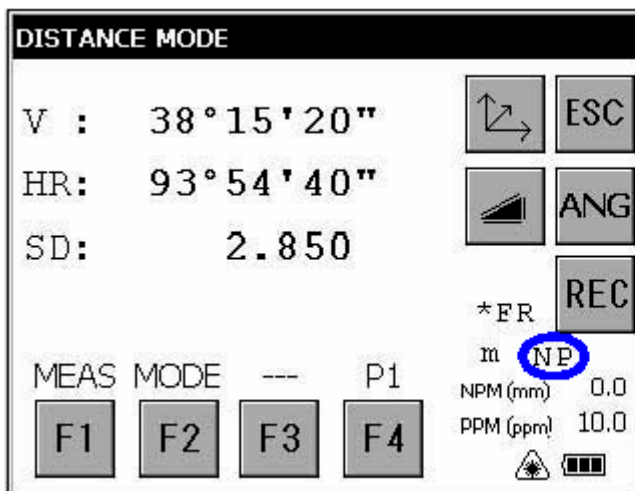 DISTANCE MODE
V : 38°15'20"
ESC
HR: 93°54'40"
ANG
SD: 2.850
REC
*FR
m NP
MEAS MODE --- P1
NPM (mm) 0.0
F1 F2 F3 F4
PPM (ppm) 10.0